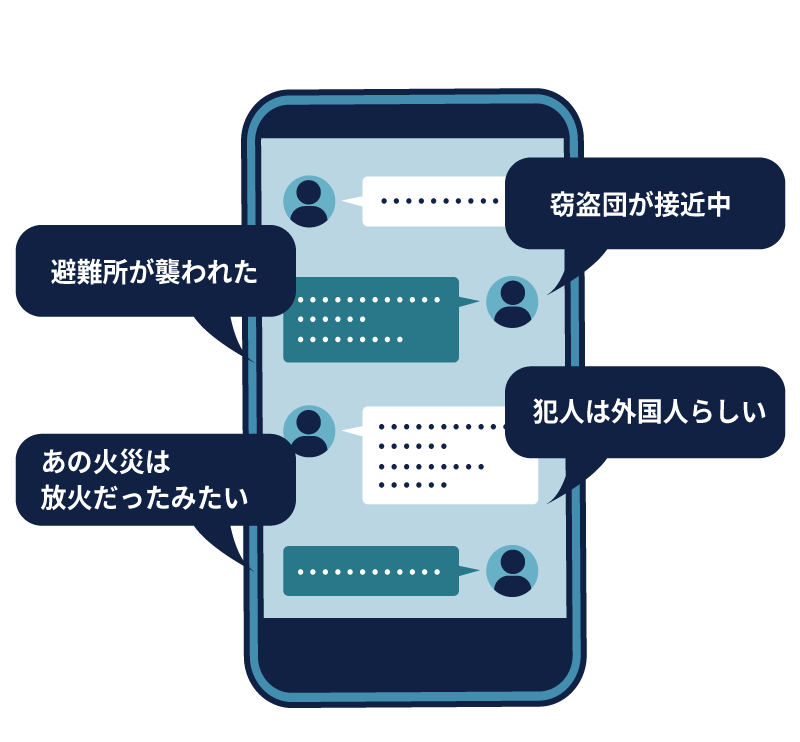 窃盗団が接近中
避難所が襲われた
犯人は外国人らしい
あの火災は
放火だったみたい